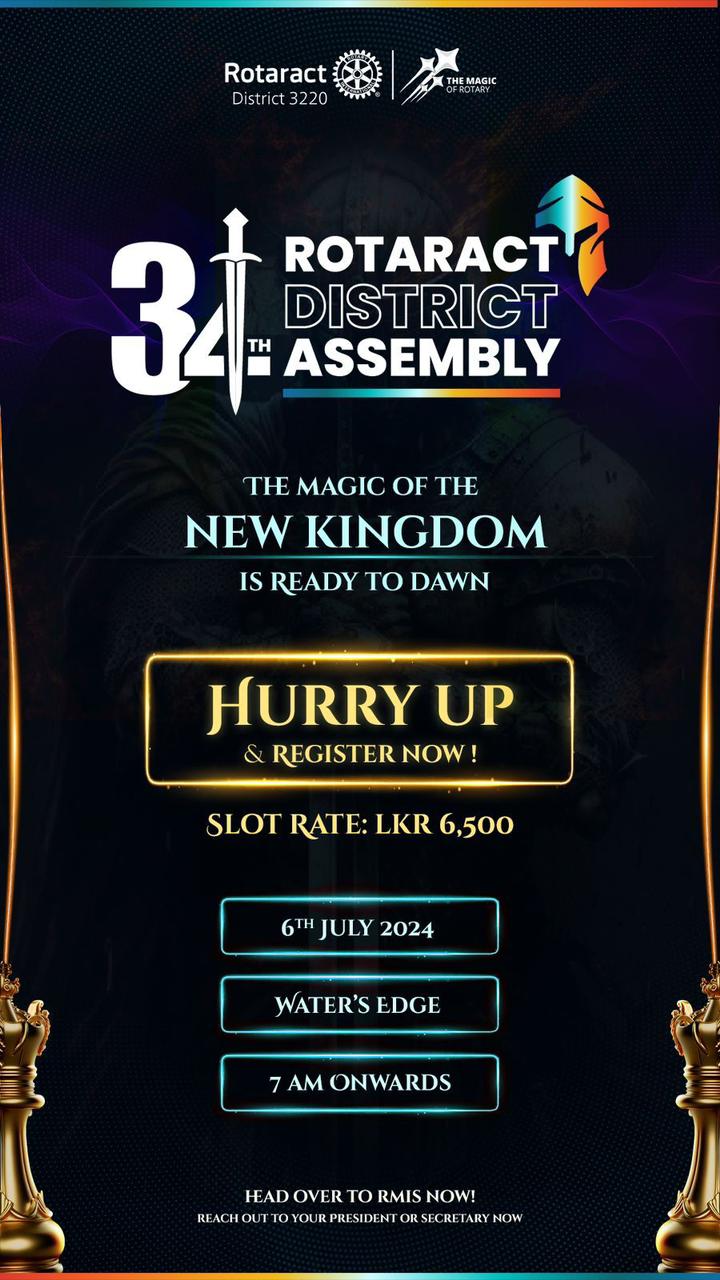 Rotaract
District 3220
THE MAGIC
OF ROTARY
34TH
ROTARACT
DISTRICT
ASSEMBLY
THE MAGIC OF THE
NEW KINGDOM
IS READY TO DAWN
HURRY UP
& REGISTER NOW !
SLOT RATE: LKR 6,500
6TH JULY 2024
WATER'S EDGE
7 AM ONWARDS
HEAD OVER TO RMIS NOW!
REACH OUT TO YOUR PRESIDENT OR SECRETARY NOW